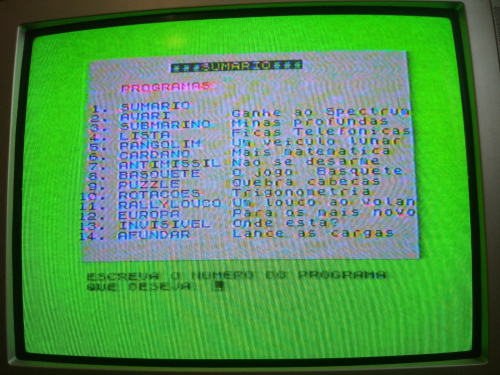 ***SUMARIO***
PROGRAMAS
1. SUMARIO
2. AWARI Ganhe ao Spectrum
3. SUBMARINO Minas profundas
4. LISTA Ficas Telefonicas
5. PANGOLIM Um veiculo lunar
6. CARDANO Mais matematica
7. ANTIMISSIL Nao se desarme
8. BASQUETE O jogo Basquete
9. PUZZLE Quebra cabecas
10. ROTACOES Trigonometria
11. RALLYLOUCO Um louco ao volan
12. EUROPA Para os mais novo
13. INVISIVEL Onde esta?
14. AFUNDAR Lance as cargas
ESCREVA O NUMERO DO PROGRAMA
QUE DESEJA: